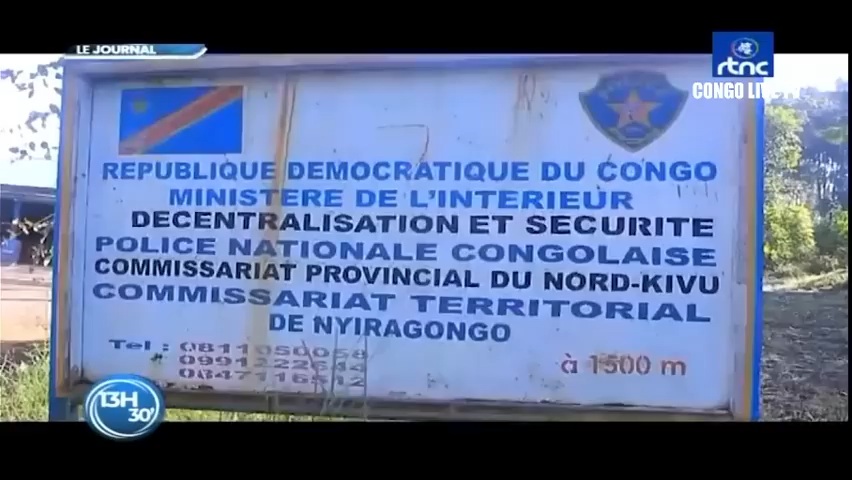 LE JOURNAL
rtnc
CONGO LIVE TV
REPUBLIQUE DEMOCRATIQUE DU CONGO
MINISTERE DE L'INTERIEUR
DECENTRALISATION ET SECURITE
POLICE NATIONALE CONGOLAISE
COMMISSARIAT PROVINCIAL DU NORD-KIVU
COMMISSARIAT TERRITORIAL
DE NYIRAGONGO
Tel :
à 1500 m
13H
30'